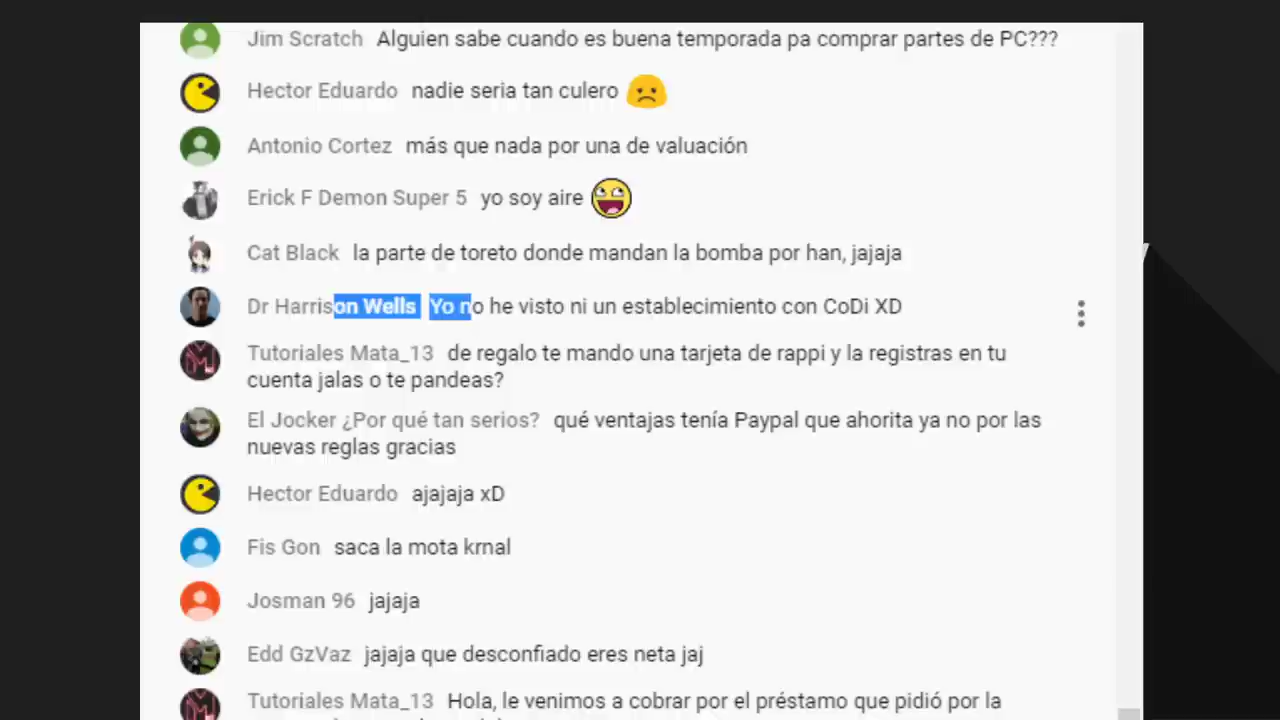 Jim Scratch Alguien sabe cuando es buena temporada pa comprar partes de PC???
Hector Eduardo nadie seria tan culero
Antonio Cortez más que nada por una de valuación
Erick F Demon Super 5 yo soy aire
Cat Black la parte de toreto donde mandan la bomba por han, jajaja
Dr Harrison Wells Yo no he visto ni un establecimiento con CoDi XD
Tutoriales Mata_13 de regalo te mando una tarjeta de rappi y la registras en tu
cuenta jalas o te pandeas?
El Jocker ¿Por qué tan serios? qué ventajas tenía Paypal que ahorita ya no por las
nuevas reglas gracias
Hector Eduardo ajajaja xD
Fis Gon saca la mota krnal
Josman 96 jajaja
Edd GzVaz jajaja que desconfiado eres neta jaj
Tutoriales Mata_13 Hola, le venimos a cobrar por el préstamo que pidió por la